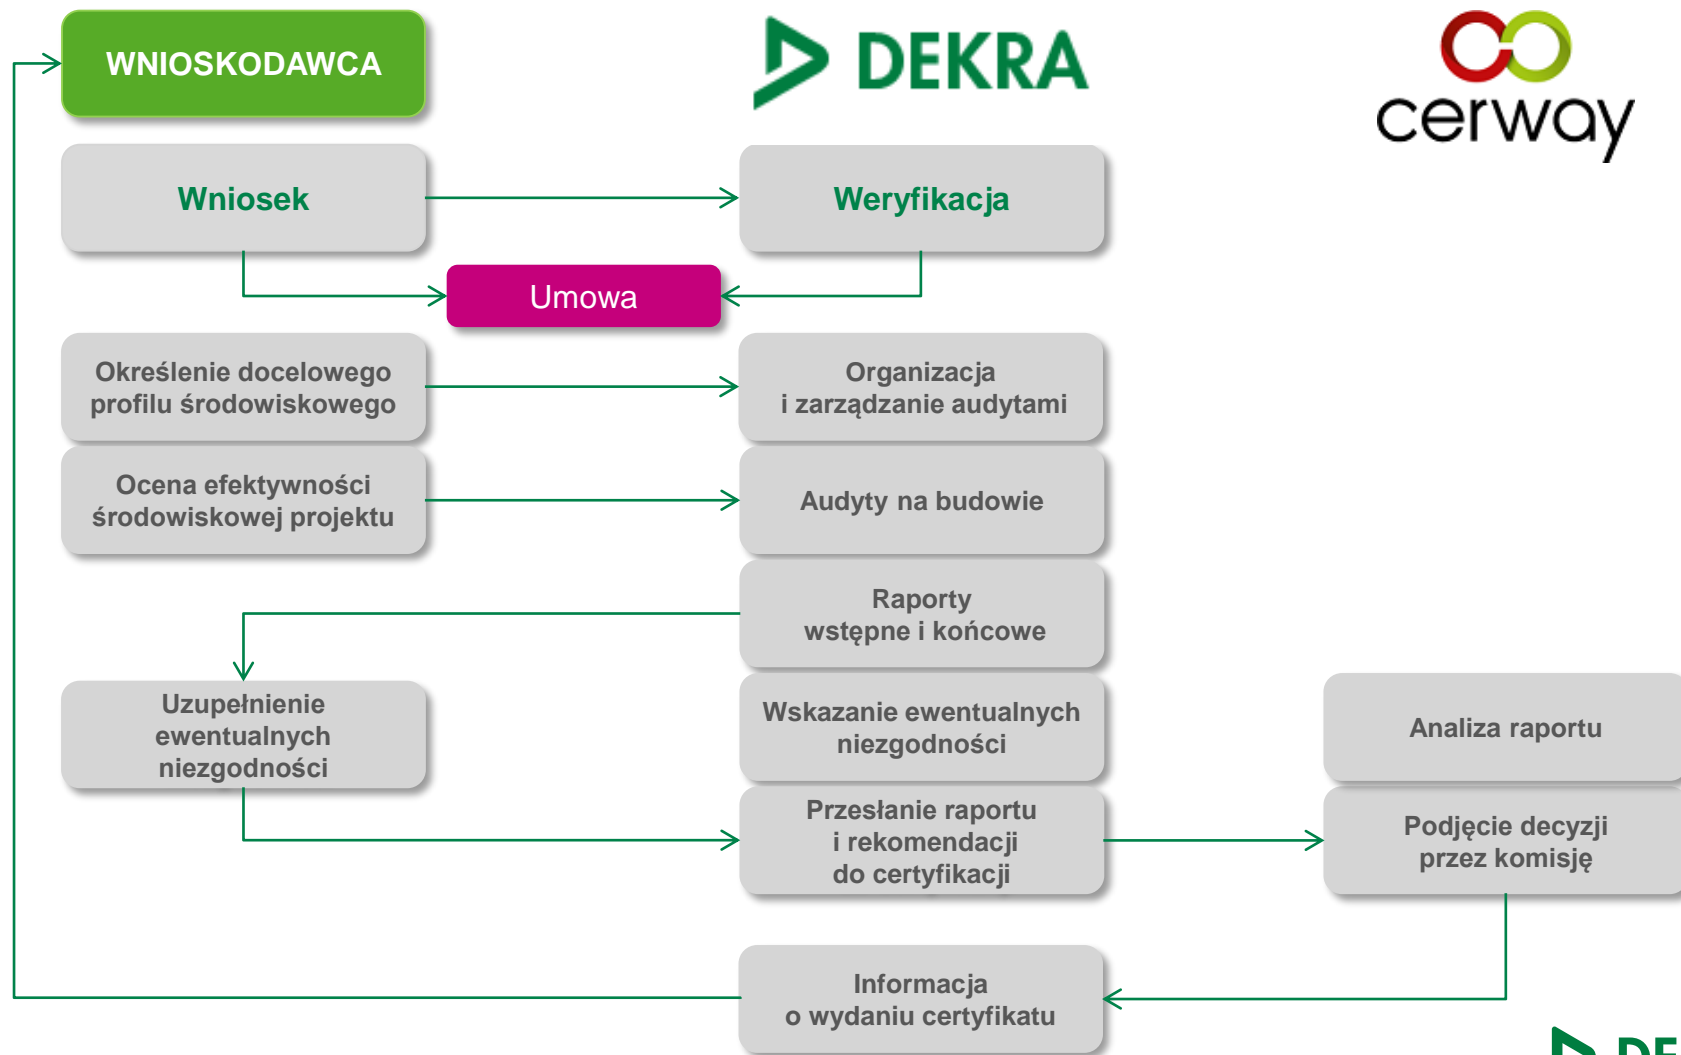 WNIOSKODAWCA
DEKRA
cerway
Wniosek
Weryfikacja
Umowa
Określenie docelowego
profilu środowiskowego
Organizacja
i zarządzanie audytami
Ocena efektywności
środowiskowej projektu
Audyty na budowie
Raporty
wstępne i końcowe
Uzupełnienie
ewentualnych
niezgodności
Wskazanie ewentualnych
niezgodności
Analiza raportu
Przesłanie raportu
i rekomendacji
do certyfikacji
Podjęcie decyzji
przez komisję
Informacja
o wydaniu certyfikatu